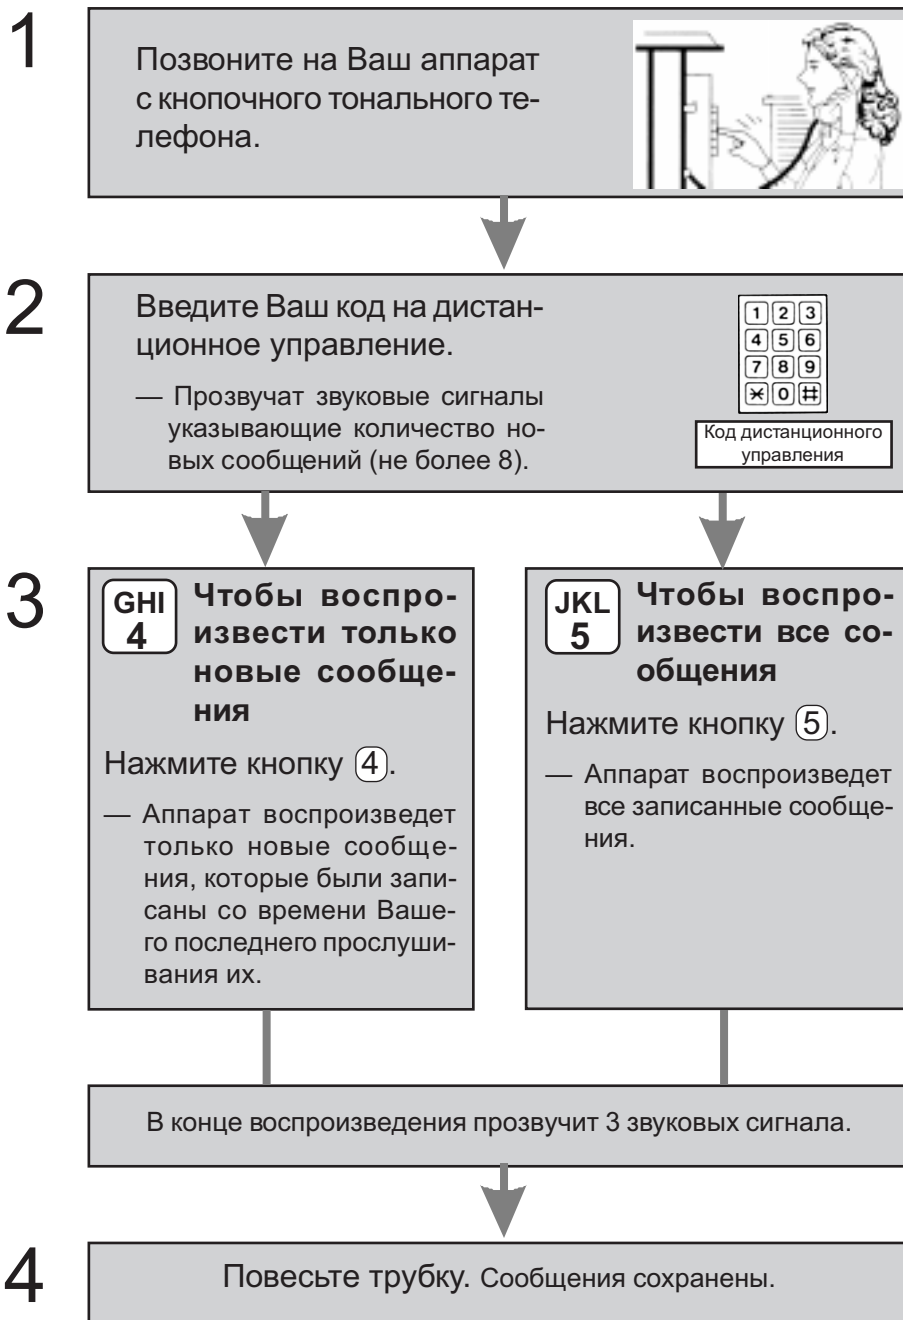 1
Позвоните на Ваш аппарат
с кнопочного тонального те-
лефона.
2
Введите Ваш код на дистан-
ционное управление.
— Прозвучат звуковые сигналы
указывающие количество но-
вых сообщений (не более 8).
1 2 3
4 5 6
7 8 9
* 0 #
Код дистанционного
управления
3
GHI
4
Чтобы воспро-
извести только
новые сообще-
ния
Нажмите кнопку 4.
— Аппарат воспроизведет
только новые сообще-
ния, которые были запи-
саны со времени Ваше-
го последнего прослуши-
вания их.
JKL
5
Чтобы воспро-
извести все со-
общения
Нажмите кнопку 5.
— Аппарат воспроизведет
все записанные сообще-
ния.
В конце воспроизведения прозвучит 3 звуковых сигнала.
4
Повесьте трубку. Сообщения сохранены.